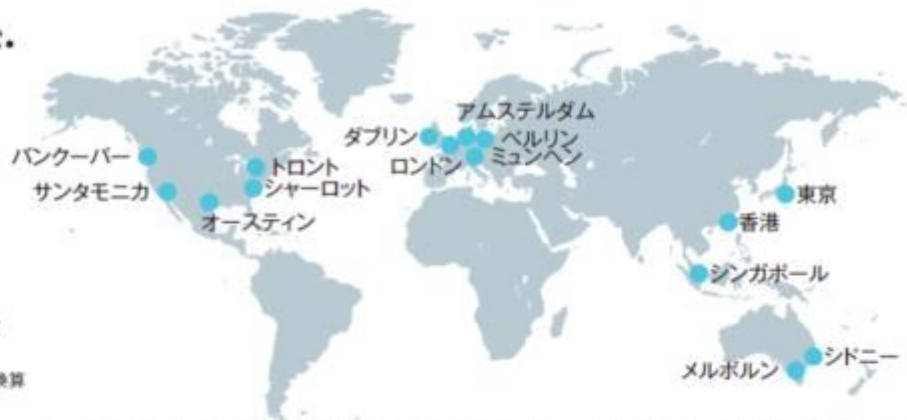 アムステルダム
ダブリン
ベルリン
バンクーバー
トロント
ロンドン
ミュンヘン
サンタモニカ
シャーロット
東京
オースティン
香港
シンガポール
シドニー
メルボルン
換算